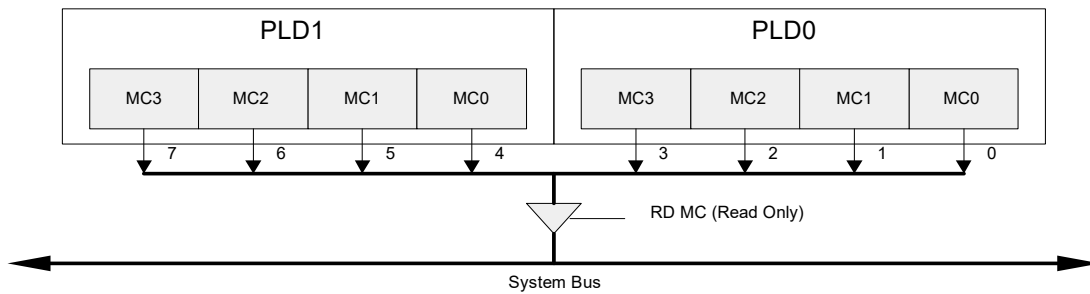 PLD1 PLD0
MC3 MC2 MC1 MC0 MC3 MC2 MC1 MC0
7 6 5 4 3 2 1 0
RD MC (Read Only)
System Bus